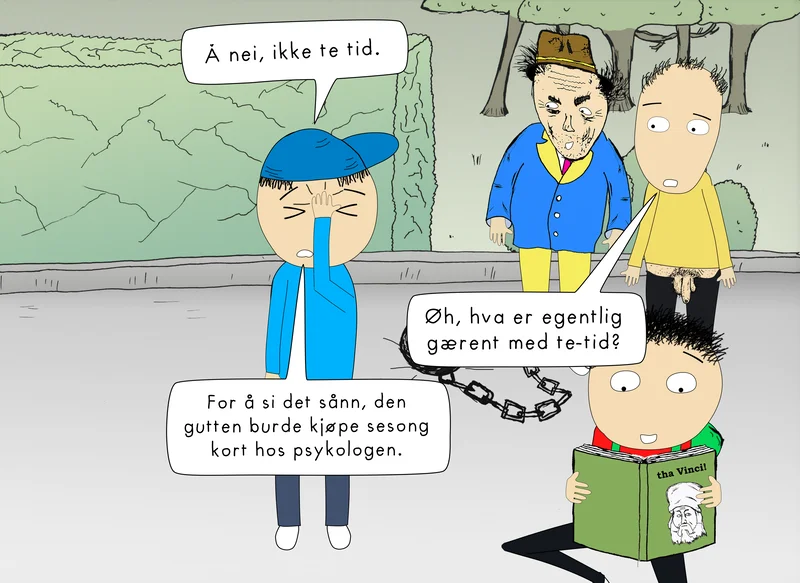 Å nei, ikke te tid.
Øh, hva er egentlig
gærent med te-tid?
For å si det sånn, den
gutten burde kjøpe sesong
kort hos psykologen.
tha Vinci!